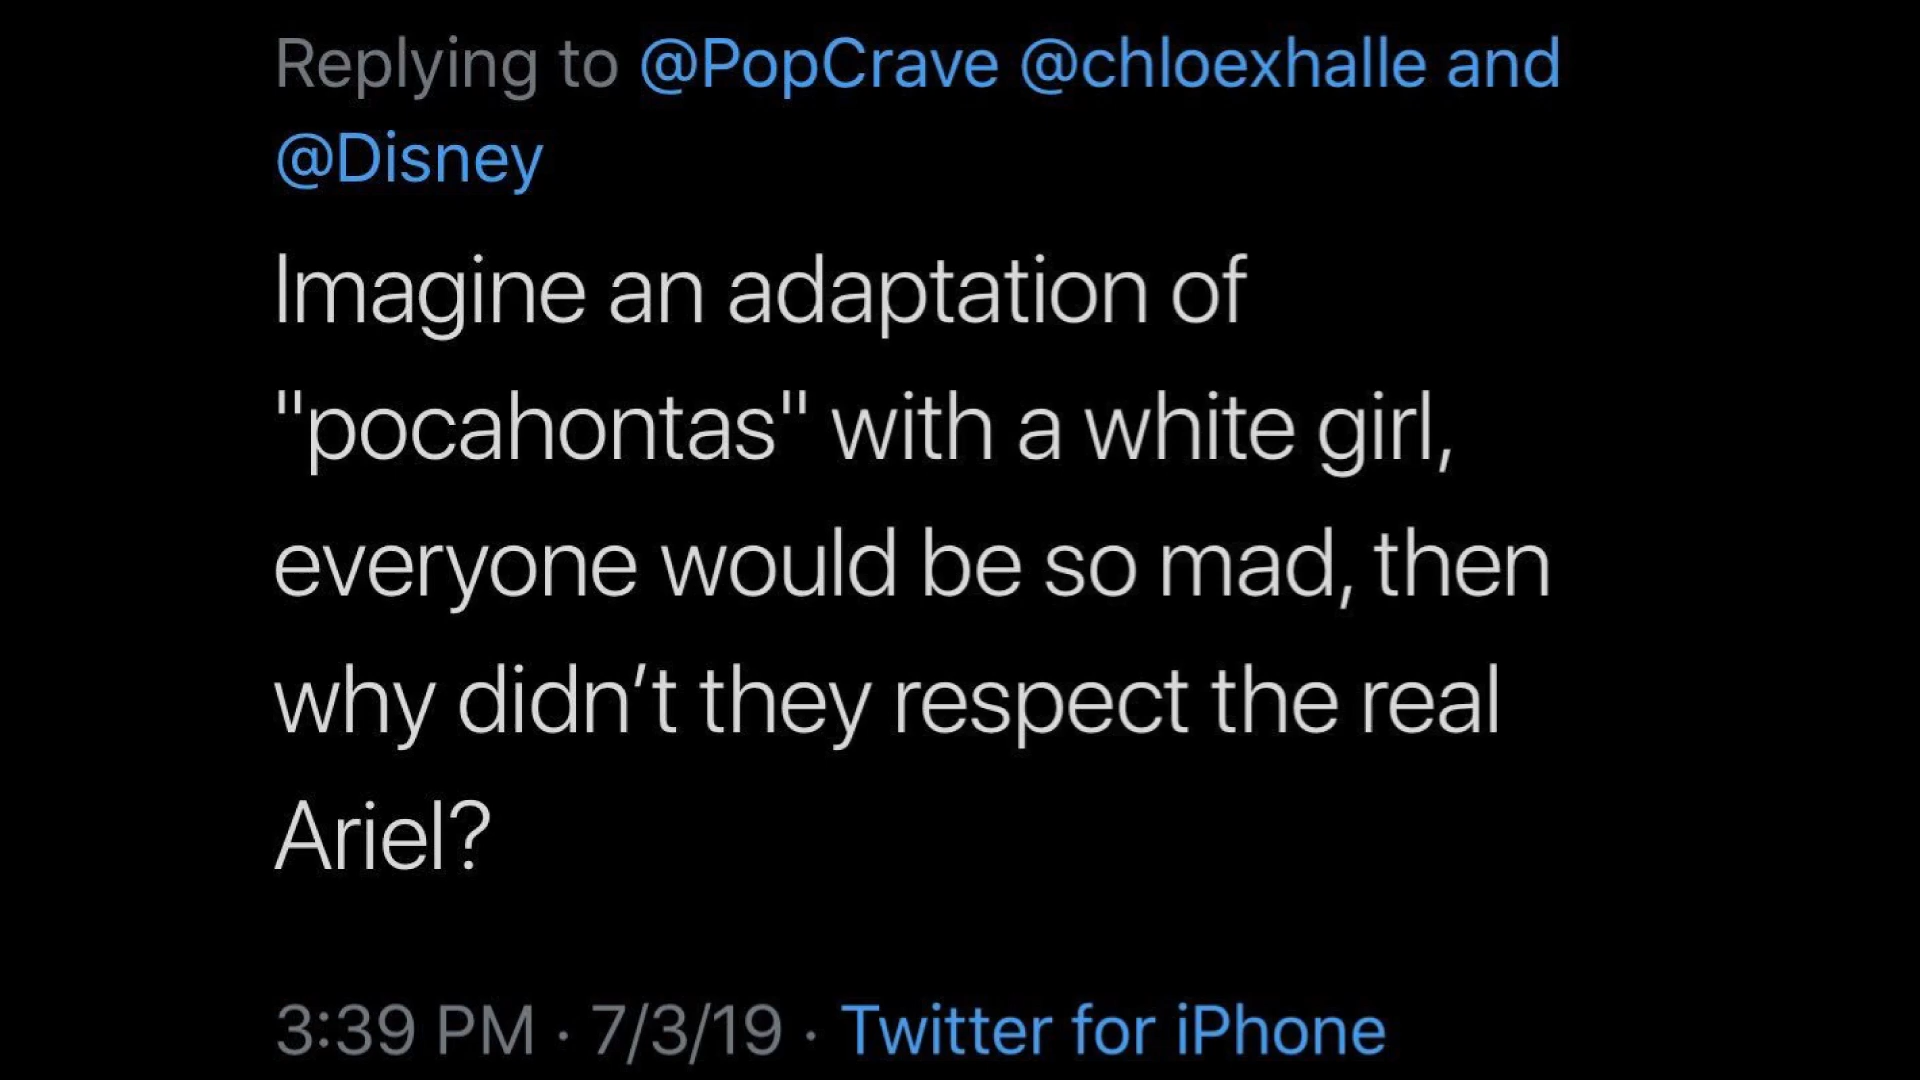 Replying to @PopCrave @chloexhalle and
@Disney
Imagine an adaptation of
"pocahontas" with a white girl,
everyone would be so mad, then
why didn’t they respect the real
Ariel?
3:39 PM · 7/3/19 · Twitter for iPhone